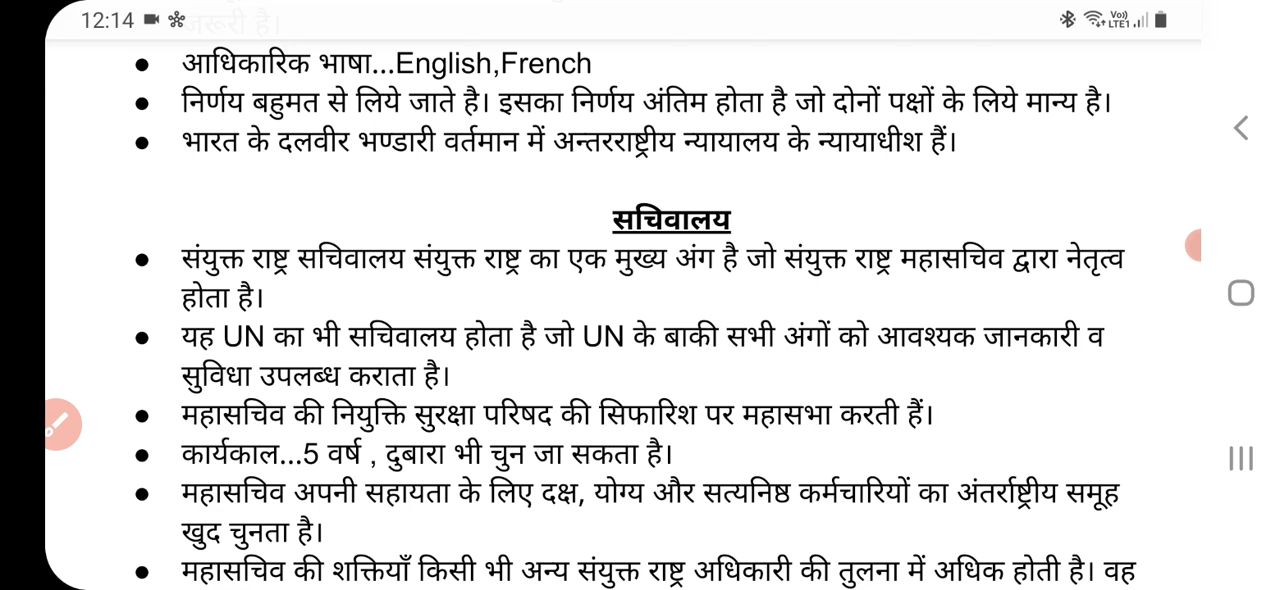 12:14
Vo)) LTE1
जरूरी है।
● आधिकारिक भाषा...English,French
● निर्णय बहुमत से लिये जाते है। इसका निर्णय अंतिम होता है जो दोनों पक्षों के लिये मान्य है।
● भारत के दलवीर भण्डारी वर्तमान में अन्तरराष्ट्रीय न्यायालय के न्यायाधीश हैं।
सचिवालय
● संयुक्त राष्ट्र सचिवालय संयुक्त राष्ट्र का एक मुख्य अंग है जो संयुक्त राष्ट्र महासचिव द्वारा नेतृत्व
होता है।
● यह UN का भी सचिवालय होता है जो UN के बाकी सभी अंगों को आवश्यक जानकारी व
सुविधा उपलब्ध कराता है।
● महासचिव की नियुक्ति सुरक्षा परिषद की सिफारिश पर महासभा करती हैं।
● कार्यकाल...5 वर्ष , दुबारा भी चुन जा सकता है।
● महासचिव अपनी सहायता के लिए दक्ष, योग्य और सत्यनिष्ठ कर्मचारियों का अंतर्राष्ट्रीय समूह
खुद चुनता है।
● महासचिव की शक्तियाँ किसी भी अन्य संयुक्त राष्ट्र अधिकारी की तुलना में अधिक होती है। वह